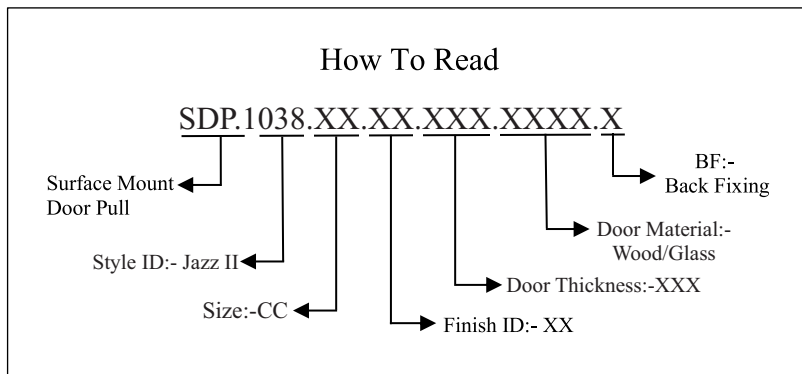 How To Read
SDP.1038.XX.XX.XXX.XXXX.X
Surface Mount
Door Pull
BF:-
Back Fixing
Door Material:-
Wood/Glass
Style ID:- Jazz II
Door Thickness:-XXX
Size:-CC
Finish ID:- XX